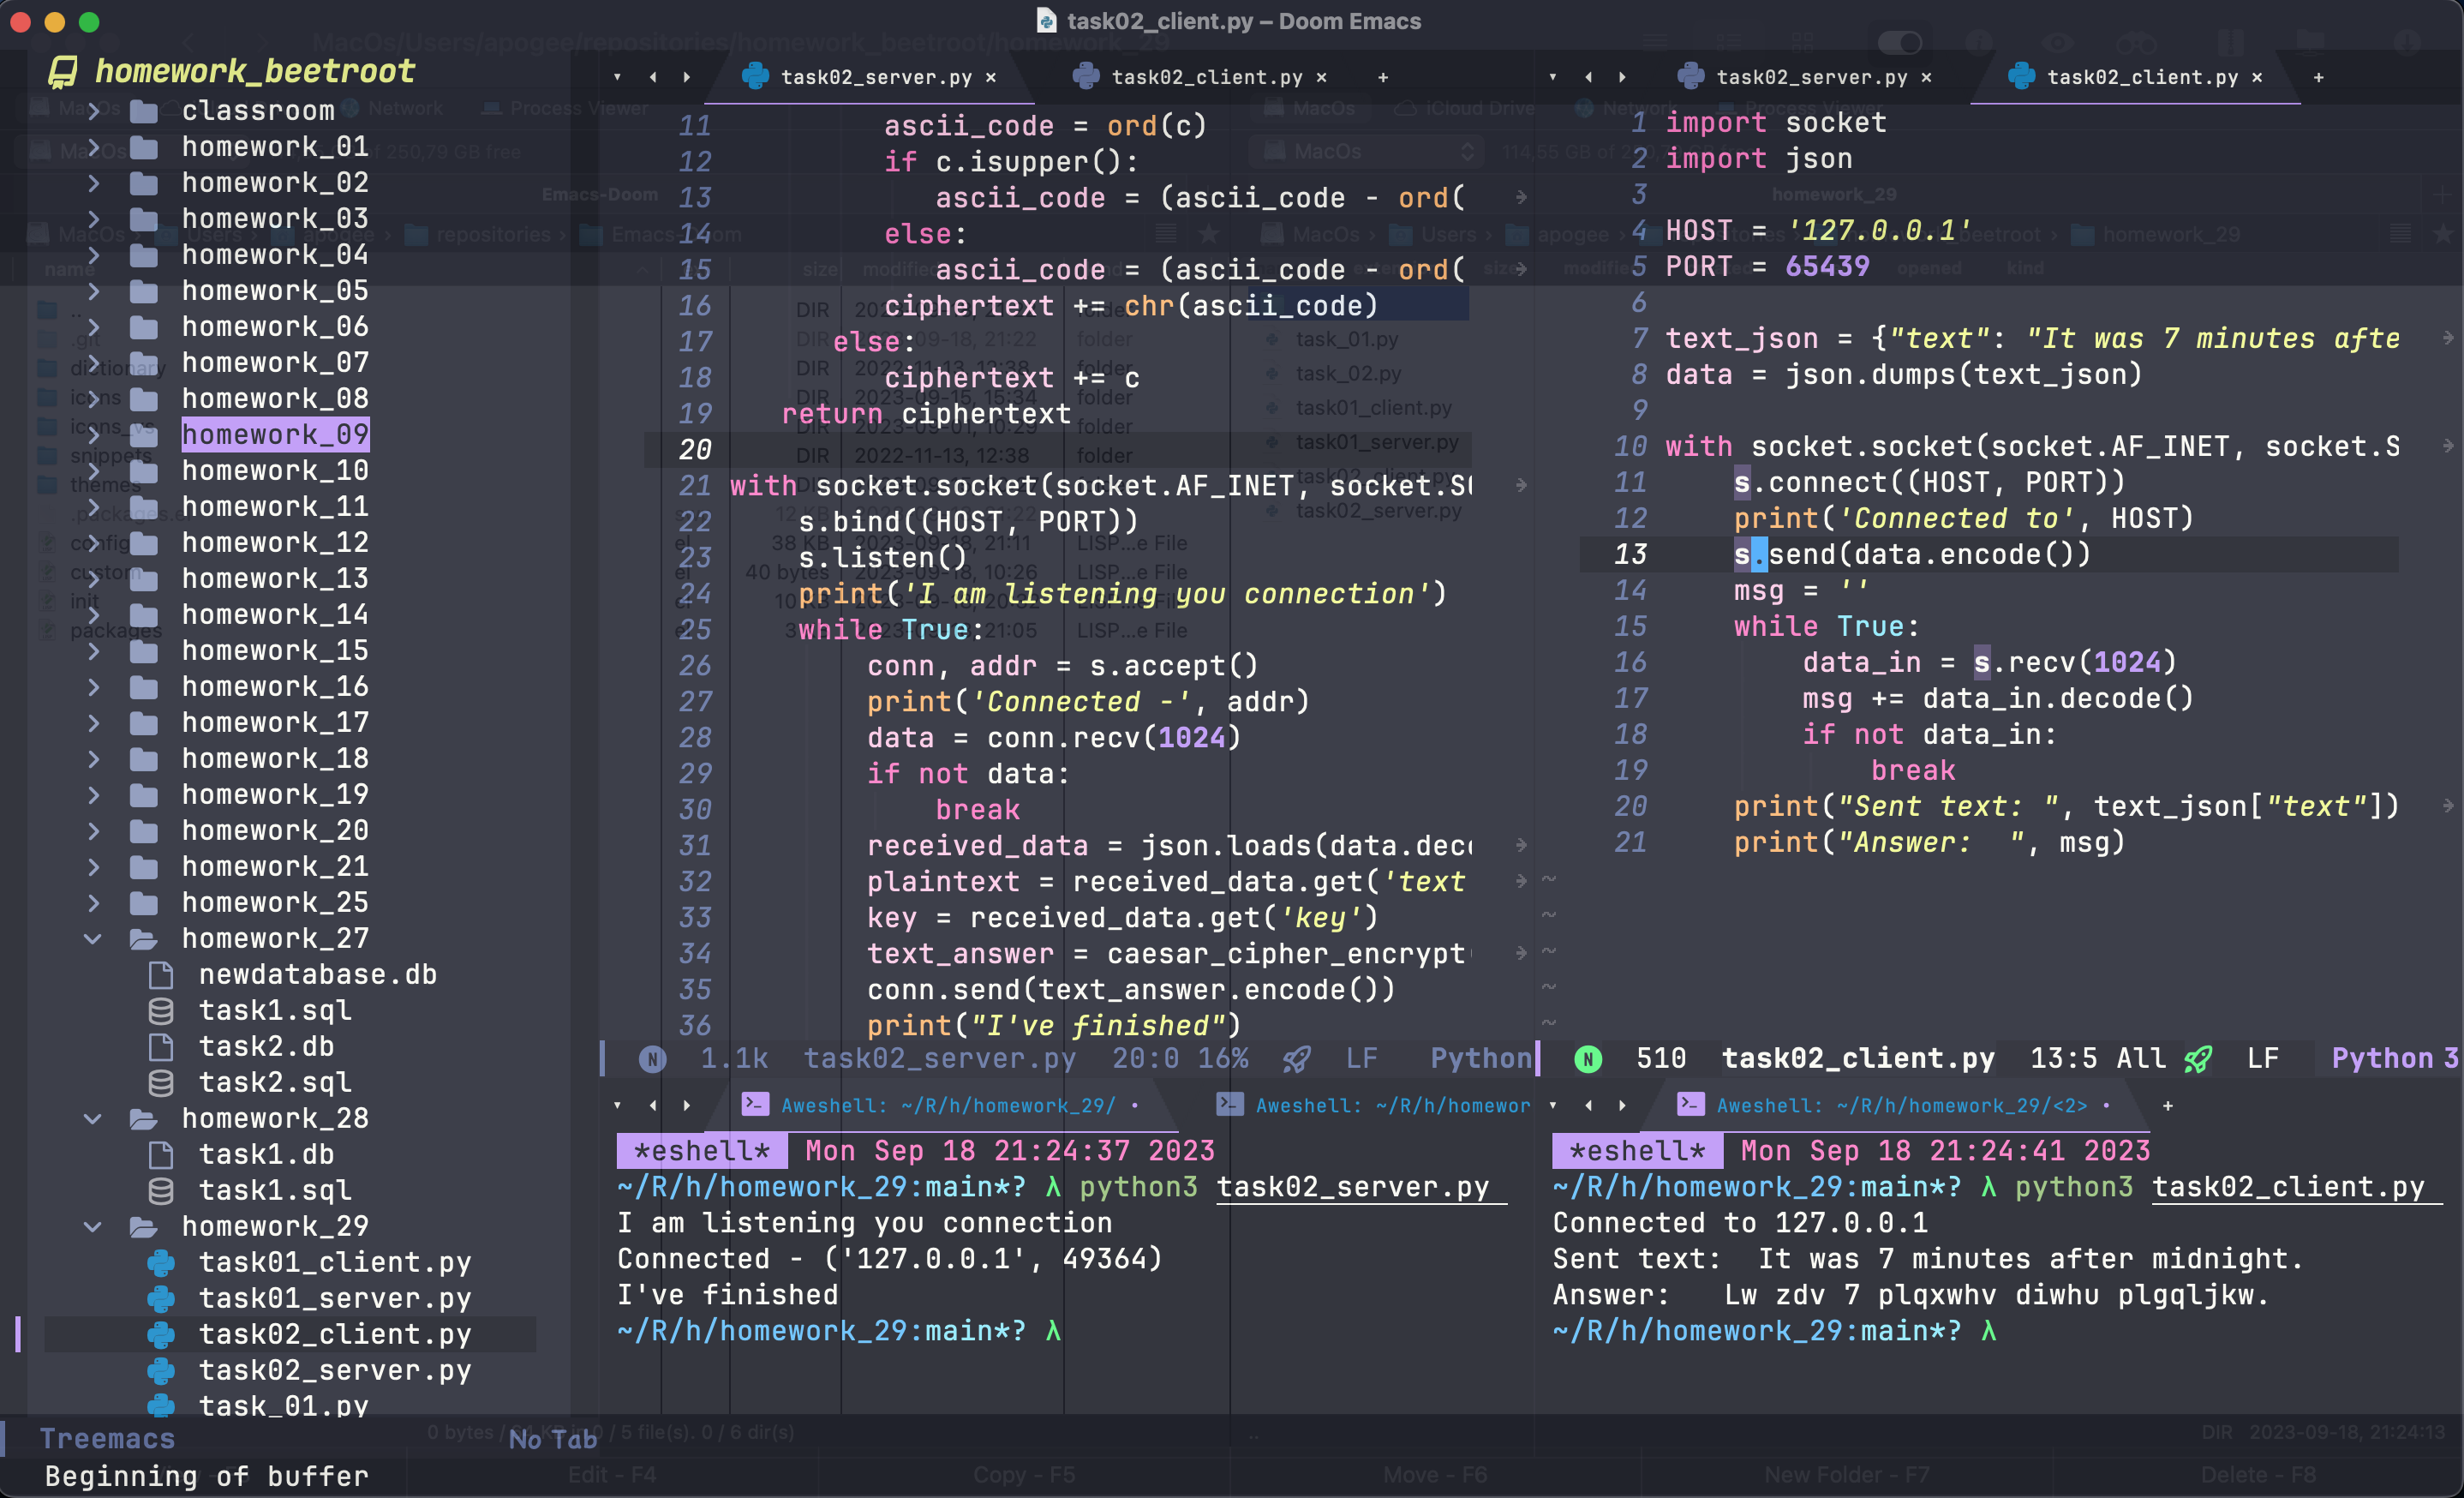 task02_client.py – Doom Emacs
homework_beetroot
classroom
homework_01
homework_02
homework_03
homework_04
homework_05
homework_06
homework_07
homework_08
homework_09
homework_10
homework_11
homework_12
homework_13
homework_14
homework_15
homework_16
homework_17
homework_18
homework_19
homework_20
homework_21
homework_25
homework_27
newdatabase.db
task1.sql
task2.db
task2.sql
homework_28
task1.db
task1.sql
homework_29
task01_client.py
task01_server.py
task02_client.py
task02_server.py
task_01.py
Treemacs No Tab
Beginning of buffer
task02_server.py × task02_client.py × +
11 ascii_code = ord(c)
12 if c.isupper():
13 ascii_code = (ascii_code - ord(
14 else:
15 ascii_code = (ascii_code - ord(
16 ciphertext += chr(ascii_code)
17 else:
18 ciphertext += c
19 return ciphertext
20
21 with socket.socket(socket.AF_INET, socket.SO
22 s.bind((HOST, PORT))
23 s.listen()
24 print('I am listening you connection')
25 while True:
26 conn, addr = s.accept()
27 print('Connected -', addr)
28 data = conn.recv(1024)
29 if not data:
30 break
31 received_data = json.loads(data.deco
32 plaintext = received_data.get('text
33 key = received_data.get('key')
34 text_answer = caesar_cipher_encrypt(
35 conn.send(text_answer.encode())
36 print("I've finished")
N 1.1k task02_server.py 20:0 16% LF Python
task02_server.py × task02_client.py × +
1 import socket
2 import json
3
4 HOST = '127.0.0.1'
5 PORT = 65439
6
7 text_json = {"text": "It was 7 minutes afte
8 data = json.dumps(text_json)
9
10 with socket.socket(socket.AF_INET, socket.S
11 s.connect((HOST, PORT))
12 print('Connected to', HOST)
13 s.send(data.encode())
14 msg = ''
15 while True:
16 data_in = s.recv(1024)
17 msg += data_in.decode()
18 if not data_in:
19 break
20 print("Sent text: ", text_json["text"])
21 print("Answer:  ", msg)
~
~
~
~
~
N 510 task02_client.py 13:5 All LF Python 3
Aweshell: ~/R/h/homework_29/ • Aweshell: ~/R/h/homewor
*eshell* Mon Sep 18 21:24:37 2023
~/R/h/homework_29:main*? λ python3 task02_server.py
I am listening you connection
Connected - ('127.0.0.1', 49364)
I've finished
~/R/h/homework_29:main*? λ
Aweshell: ~/R/h/homework_29/<2> • +
*eshell* Mon Sep 18 21:24:41 2023
~/R/h/homework_29:main*? λ python3 task02_client.py
Connected to 127.0.0.1
Sent text:  It was 7 minutes after midnight.
Answer:   Lw zdv 7 plqxwhv diwhu plgqljkw.
~/R/h/homework_29:main*? λ